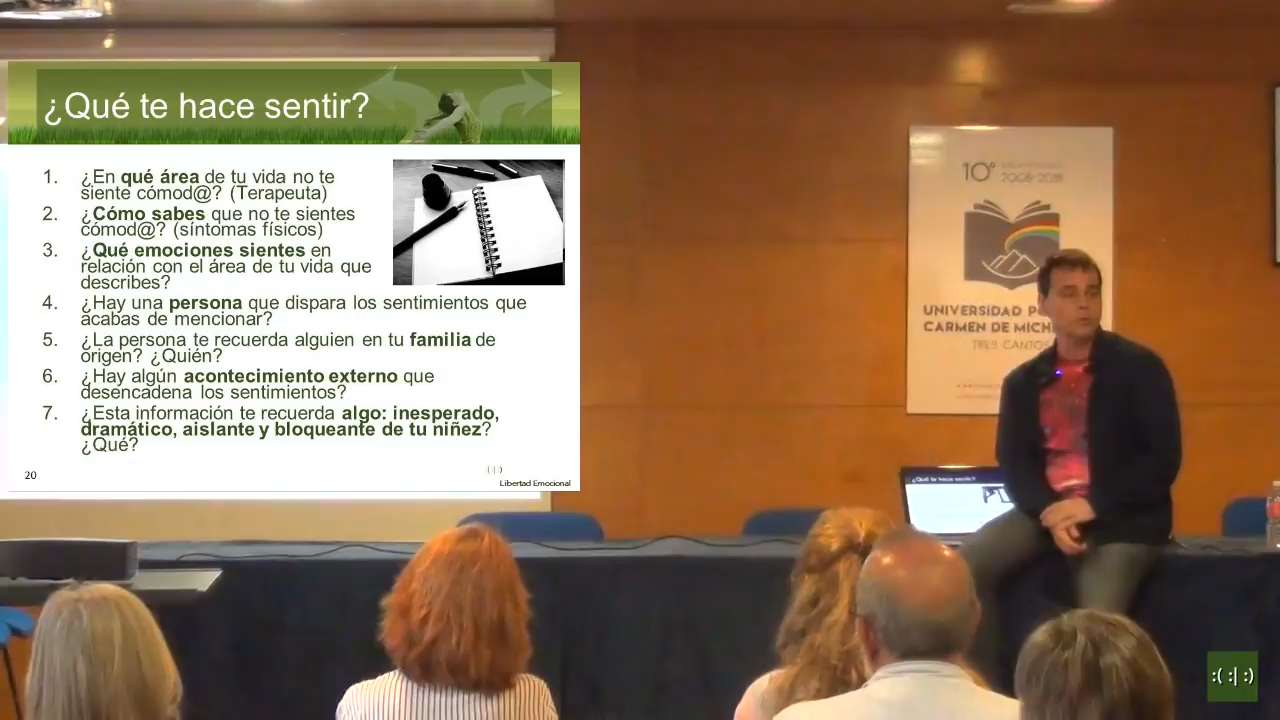 ¿Qué te hace sentir?
1. ¿En qué área de tu vida no te
siente cómod@? (Terapeuta)
2. ¿Cómo sabes que no te sientes
cómod@? (síntomas físicos)
3. ¿Qué emociones sientes en
relación con el área de tu vida que
describes?
4. ¿Hay una persona que dispara los sentimientos que
acabas de mencionar?
5. ¿La persona te recuerda alguien en tu familia de
origen? ¿Quién?
6. ¿Hay algún acontecimiento externo que
desencadena los sentimientos?
7. ¿Esta información te recuerda algo: inesperado,
dramático, aislante y bloqueante de tu niñez?
¿Qué?
20
(:|:)
Libertad Emocional
10º
UNIVERSIDAD
CARMEN DE
TRES CANTOS
¿Qué te hace sentir?
:( :| :)